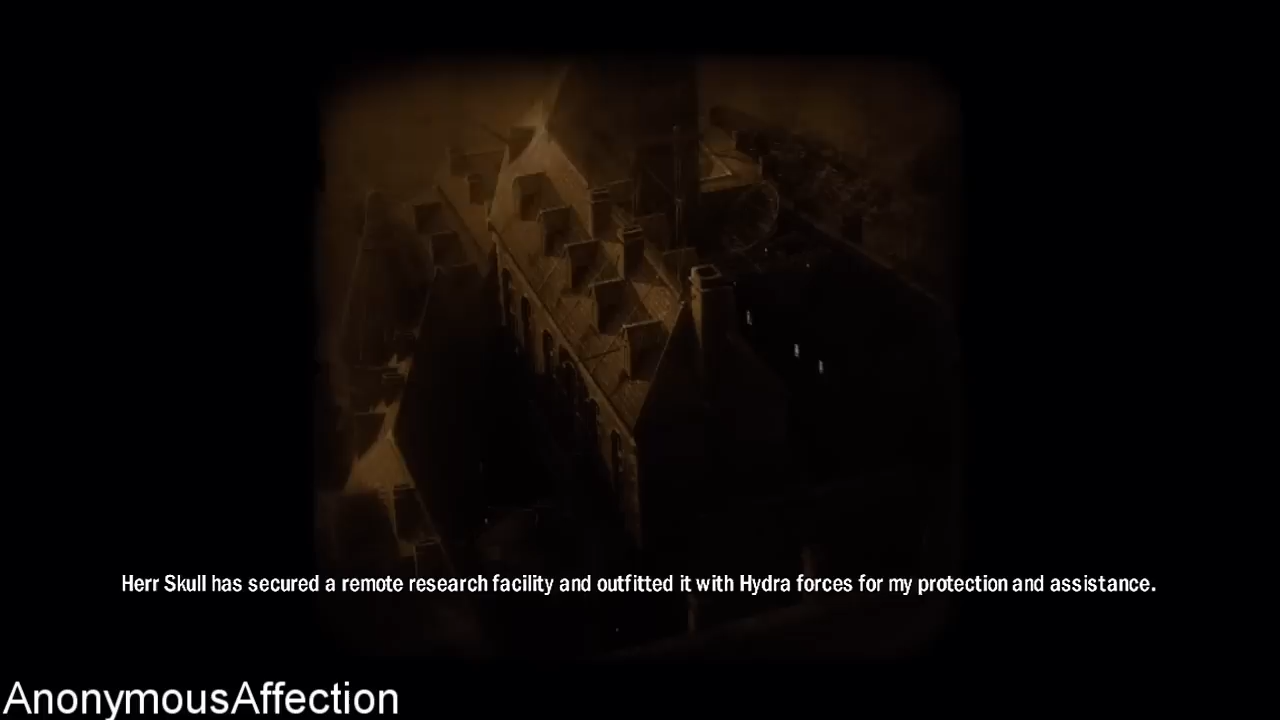 Herr Skull has secured a remote research facility and outfitted it with Hydra forces for my protection and assistance.
AnonymousAffection